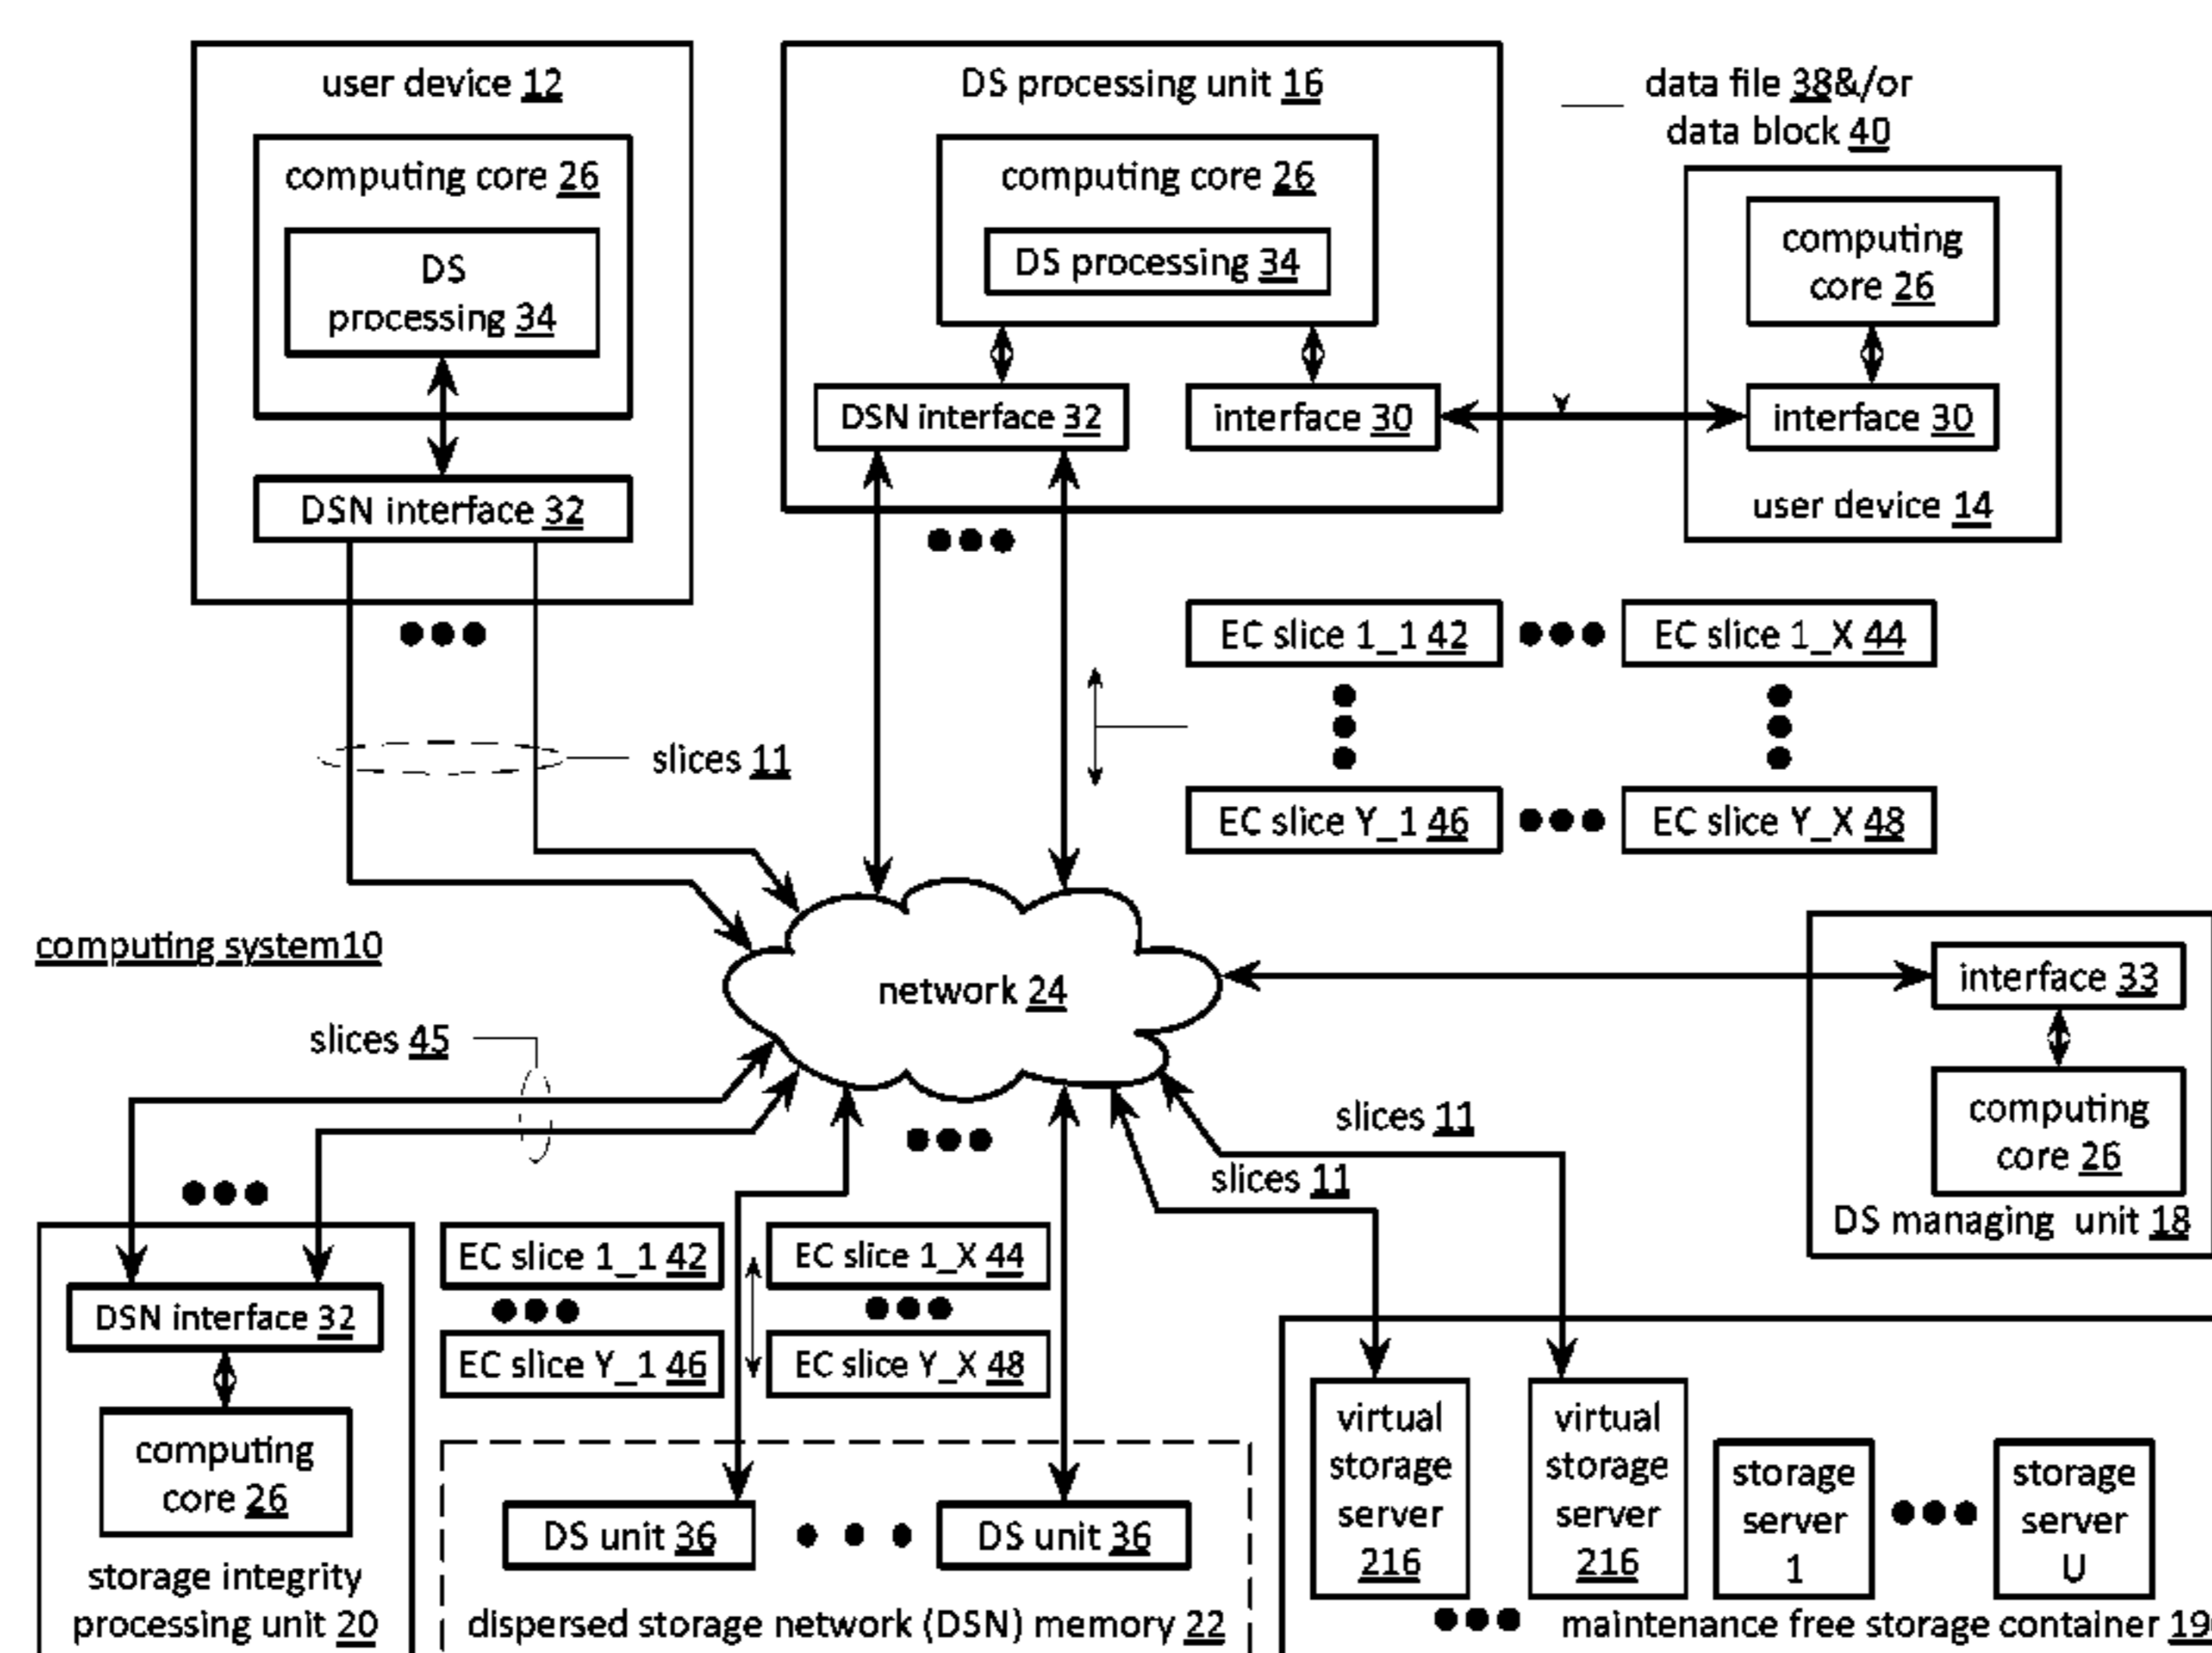 user device 12
computing core 26
DS
processing 34
DSN interface 32
DS processing unit 16
computing core 26
DS processing 34
DSN interface 32
interface 30
data file 38&/or
data block 40
computing
core 26
interface 30
user device 14
EC slice 1_1 42
EC slice 1_X 44
EC slice Y_1 46
EC slice Y_X 48
slices 11
computing system10
network 24
interface 33
computing
core 26
DS managing unit 18
slices 45
slices 11
slices 11
DSN interface 32
computing
core 26
storage integrity
processing unit 20
EC slice 1_1 42
EC slice 1_X 44
EC slice Y_1 46
EC slice Y_X 48
DS unit 36
DS unit 36
dispersed storage network (DSN) memory 22
virtual
storage
server
216
virtual
storage
server
216
storage
server
1
storage
server
U
maintenance free storage container